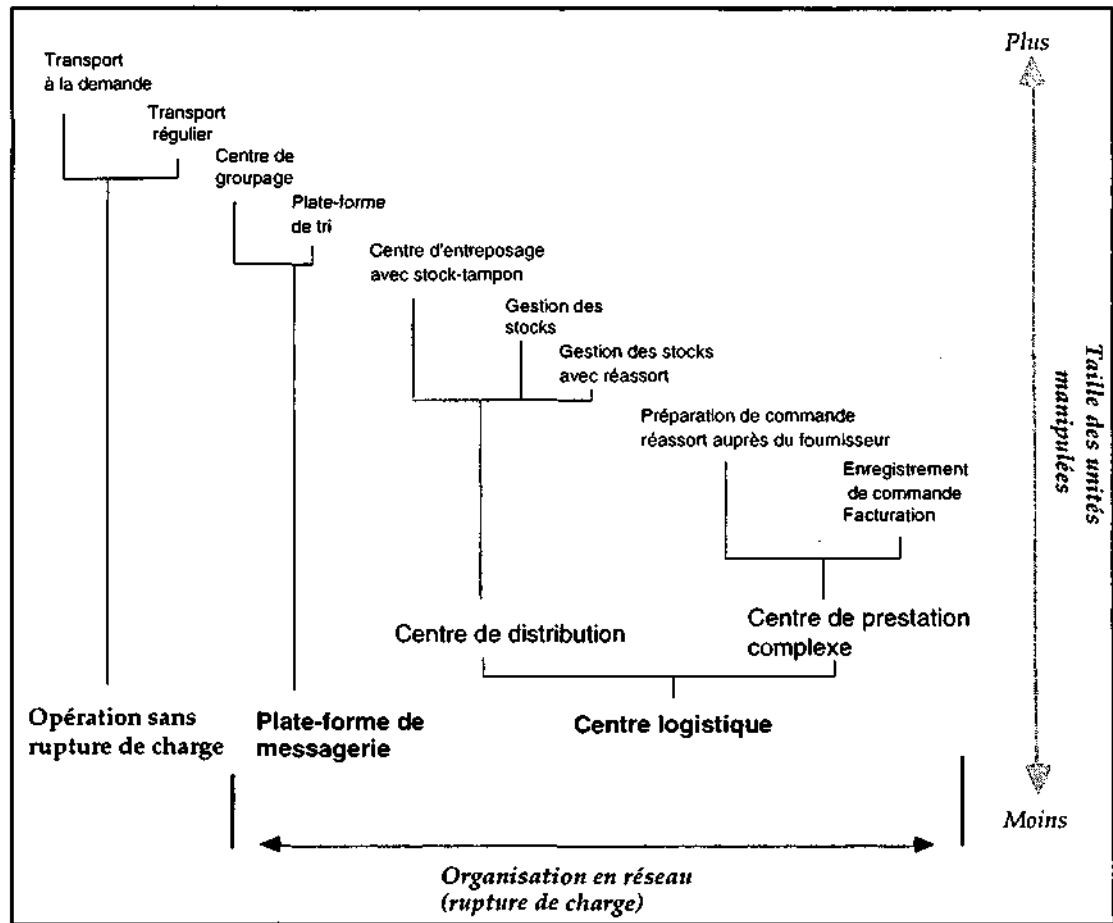 Plus
Transport
à la demande
Transport
régulier
Centre de
groupage
Plate-forme
de tri
Centre d'entreposage
avec stock-tampon
Gestion des
stocks
Gestion des stocks
avec réassort
Préparation de commande
réassort auprès du fournisseur
Enregistrement
de commande
Facturation
Taille des unités
manipulées
Centre de distribution
Centre de prestation
complexe
Opération sans
rupture de charge
Plate-forme de
messagerie
Centre logistique
Moins
Organisation en réseau
(rupture de charge)